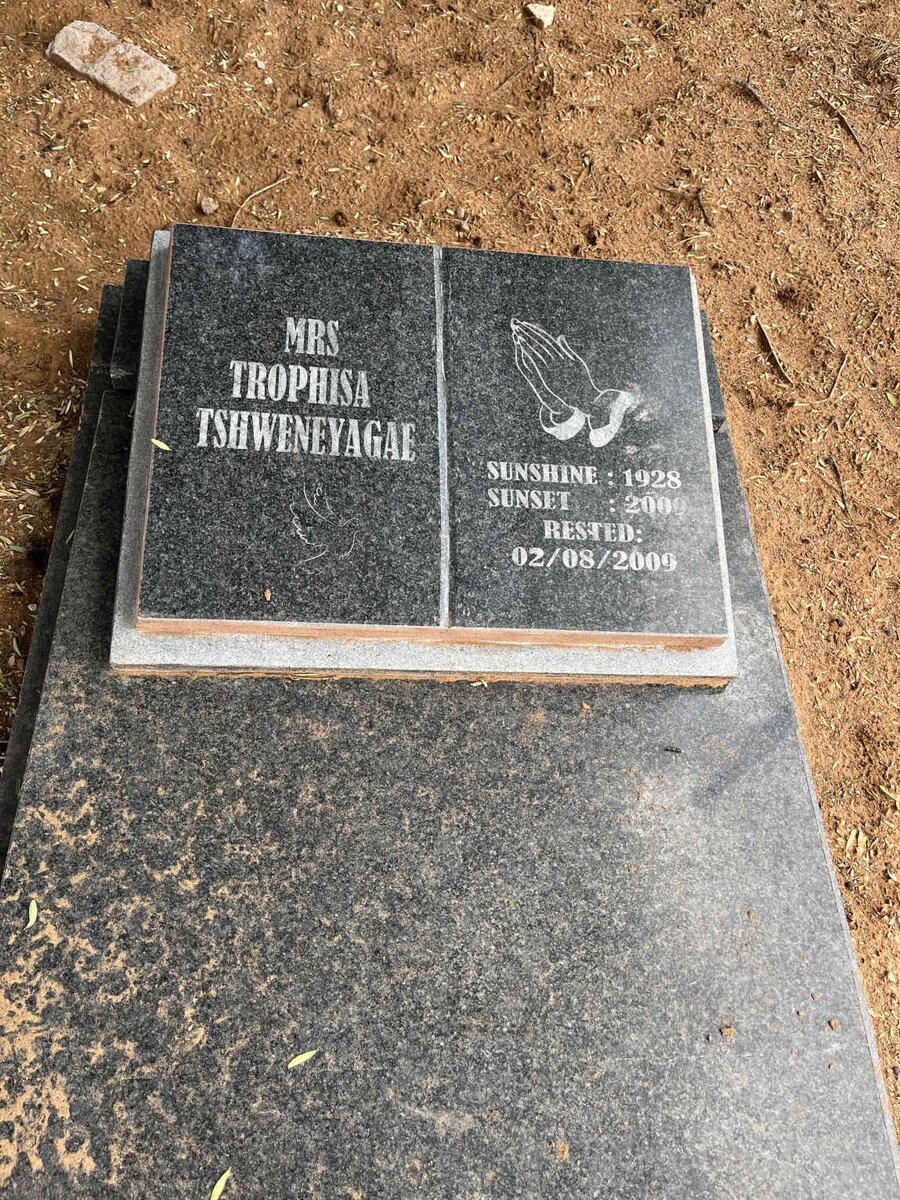 MRS
TROPHISA
TSHWENEYAGAE
SUNSHINE : 1928
SUNSET : 2009
RESTED:
02/08/2009